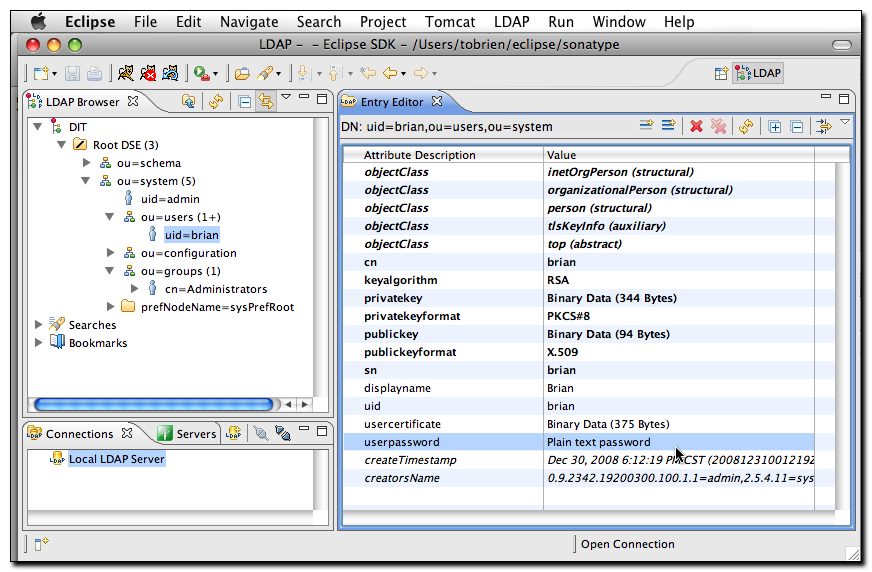 Eclipse File Edit Navigate Search Project Tomcat LDAP Run Window Help
LDAP - - Eclipse SDK - /Users/tobrien/eclipse/sonatype
LDAP
LDAP Browser
DIT
Root DSE (3)
ou=schema
ou=system (5)
uid=admin
ou=users (1+)
uid=brian
ou=configuration
ou=groups (1)
cn=Administrators
prefNodeName=sysPrefRoot
Searches
Bookmarks
Connections Servers
Local LDAP Server
Entry Editor
DN: uid=brian,ou=users,ou=system
Attribute Description Value
objectClass inetOrgPerson (structural)
objectClass organizationalPerson (structural)
objectClass person (structural)
objectClass tlsKeyInfo (auxiliary)
objectClass top (abstract)
cn brian
keyalgorithm RSA
privatekey Binary Data (344 Bytes)
privatekeyformat PKCS#8
publickey Binary Data (94 Bytes)
publickeyformat X.509
sn brian
displayname Brian
uid brian
usercertificate Binary Data (375 Bytes)
userpassword Plain text password
createTimestamp Dec 30, 2008 6:12:19 PM CST (20081231001219
creatorsName 0.9.2342.19200300.100.1.1=admin,2.5.4.11=sys
Open Connection